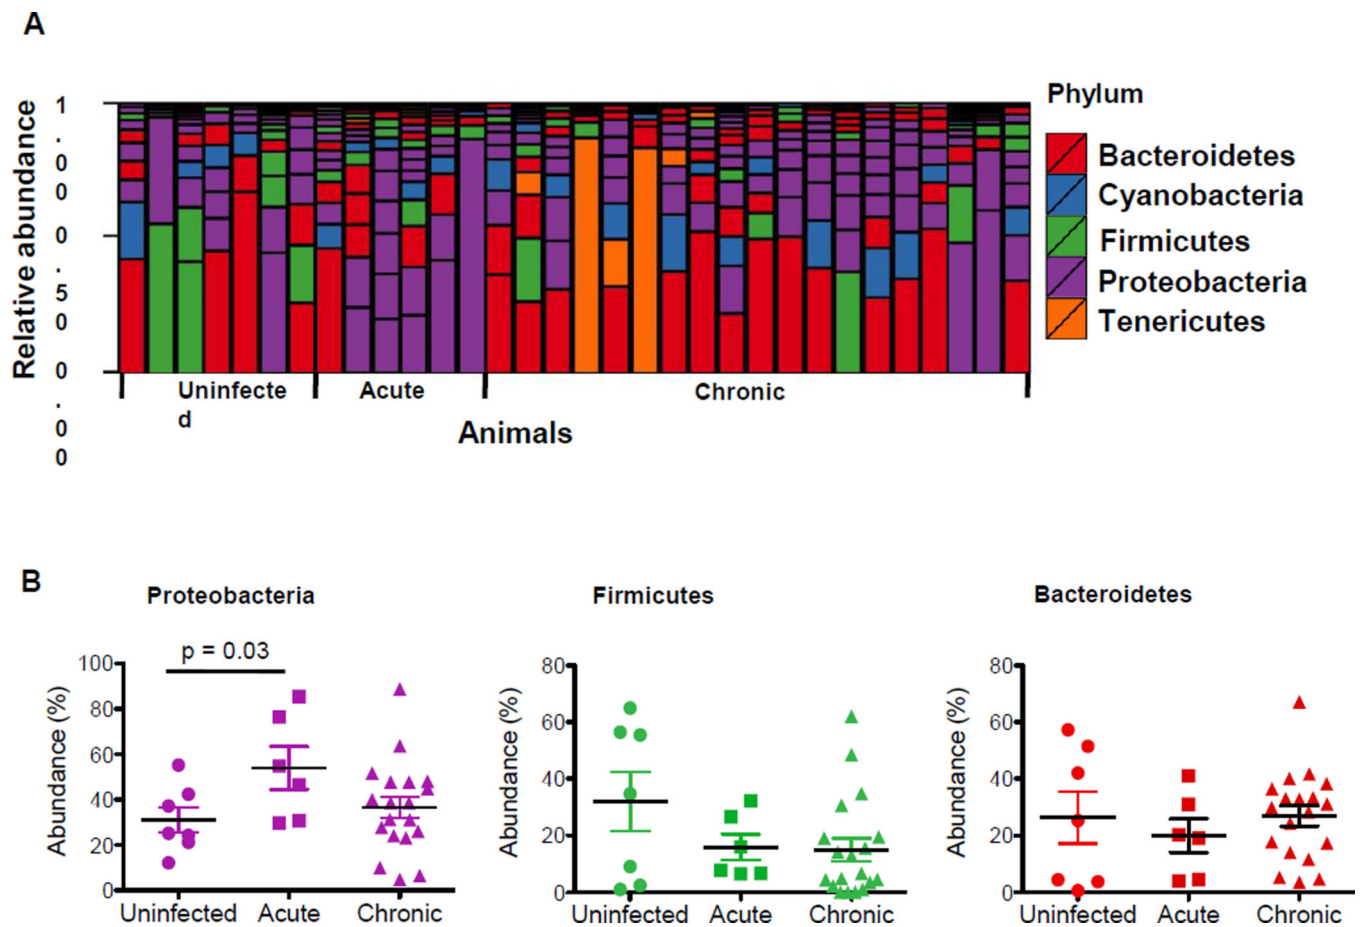 A
Relative abundance
1
.
0
0
0
.
5
0
0
.
0
0
Uninfecte
d
Acute
Chronic
Animals
Phylum
Bacteroidetes
Cyanobacteria
Firmicutes
Proteobacteria
Tenericutes
B
Proteobacteria
p = 0.03
Abundance (%)
100
80
60
40
20
0
Uninfected Acute Chronic
Firmicutes
Abundance (%)
80
60
40
20
0
Uninfected Acute Chronic
Bacteroidetes
Abundance (%)
80
60
40
20
0
Uninfected Acute Chronic